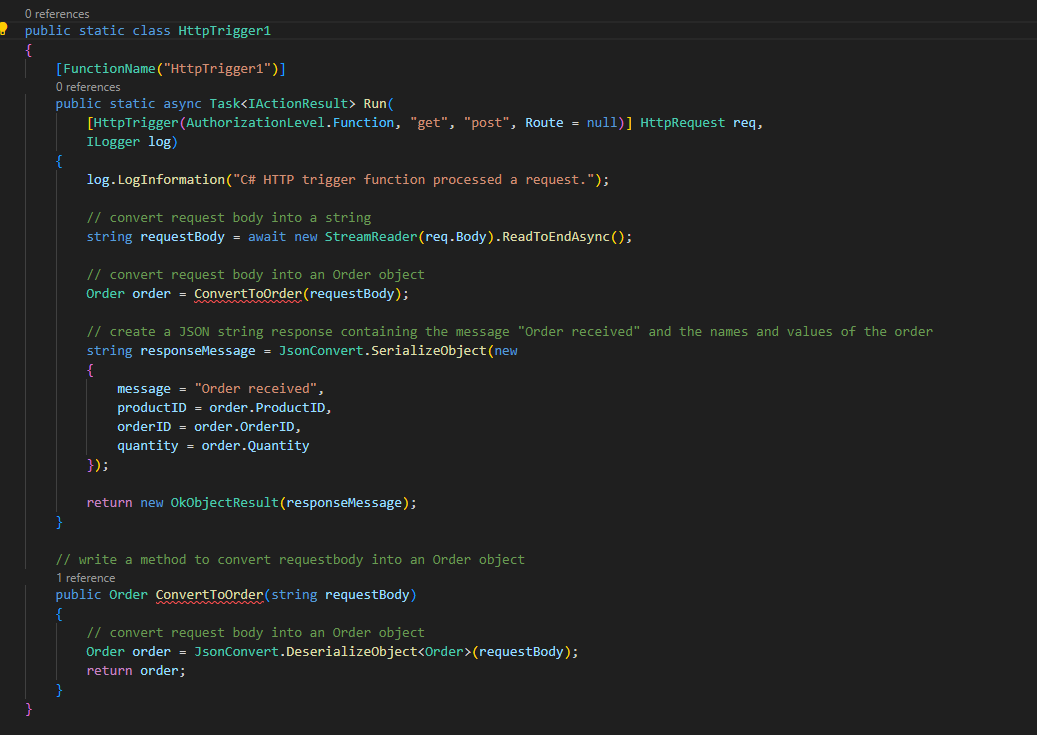 0 references
public static class HttpTrigger1
{
[FunctionName("HttpTrigger1")]
0 references
public static async Task<IActionResult> Run(
[HttpTrigger(AuthorizationLevel.Function, "get", "post", Route = null)] HttpRequest req,
ILogger log)
{
log.LogInformation("C# HTTP trigger function processed a request.");
// convert request body into a string
string requestBody = await new StreamReader(req.Body).ReadToEndAsync();
// convert request body into an Order object
Order order = ConvertToOrder(requestBody);
// create a JSON string response containing the message "Order received" and the names and values of the order
string responseMessage = JsonConvert.SerializeObject(new
{
message = "Order received",
productID = order.ProductID,
orderID = order.OrderID,
quantity = order.Quantity
});
return new OkObjectResult(responseMessage);
}
// write a method to convert requestbody into an Order object
1 reference
public Order ConvertToOrder(string requestBody)
{
// convert request body into an Order object
Order order = JsonConvert.DeserializeObject<Order>(requestBody);
return order;
}
}